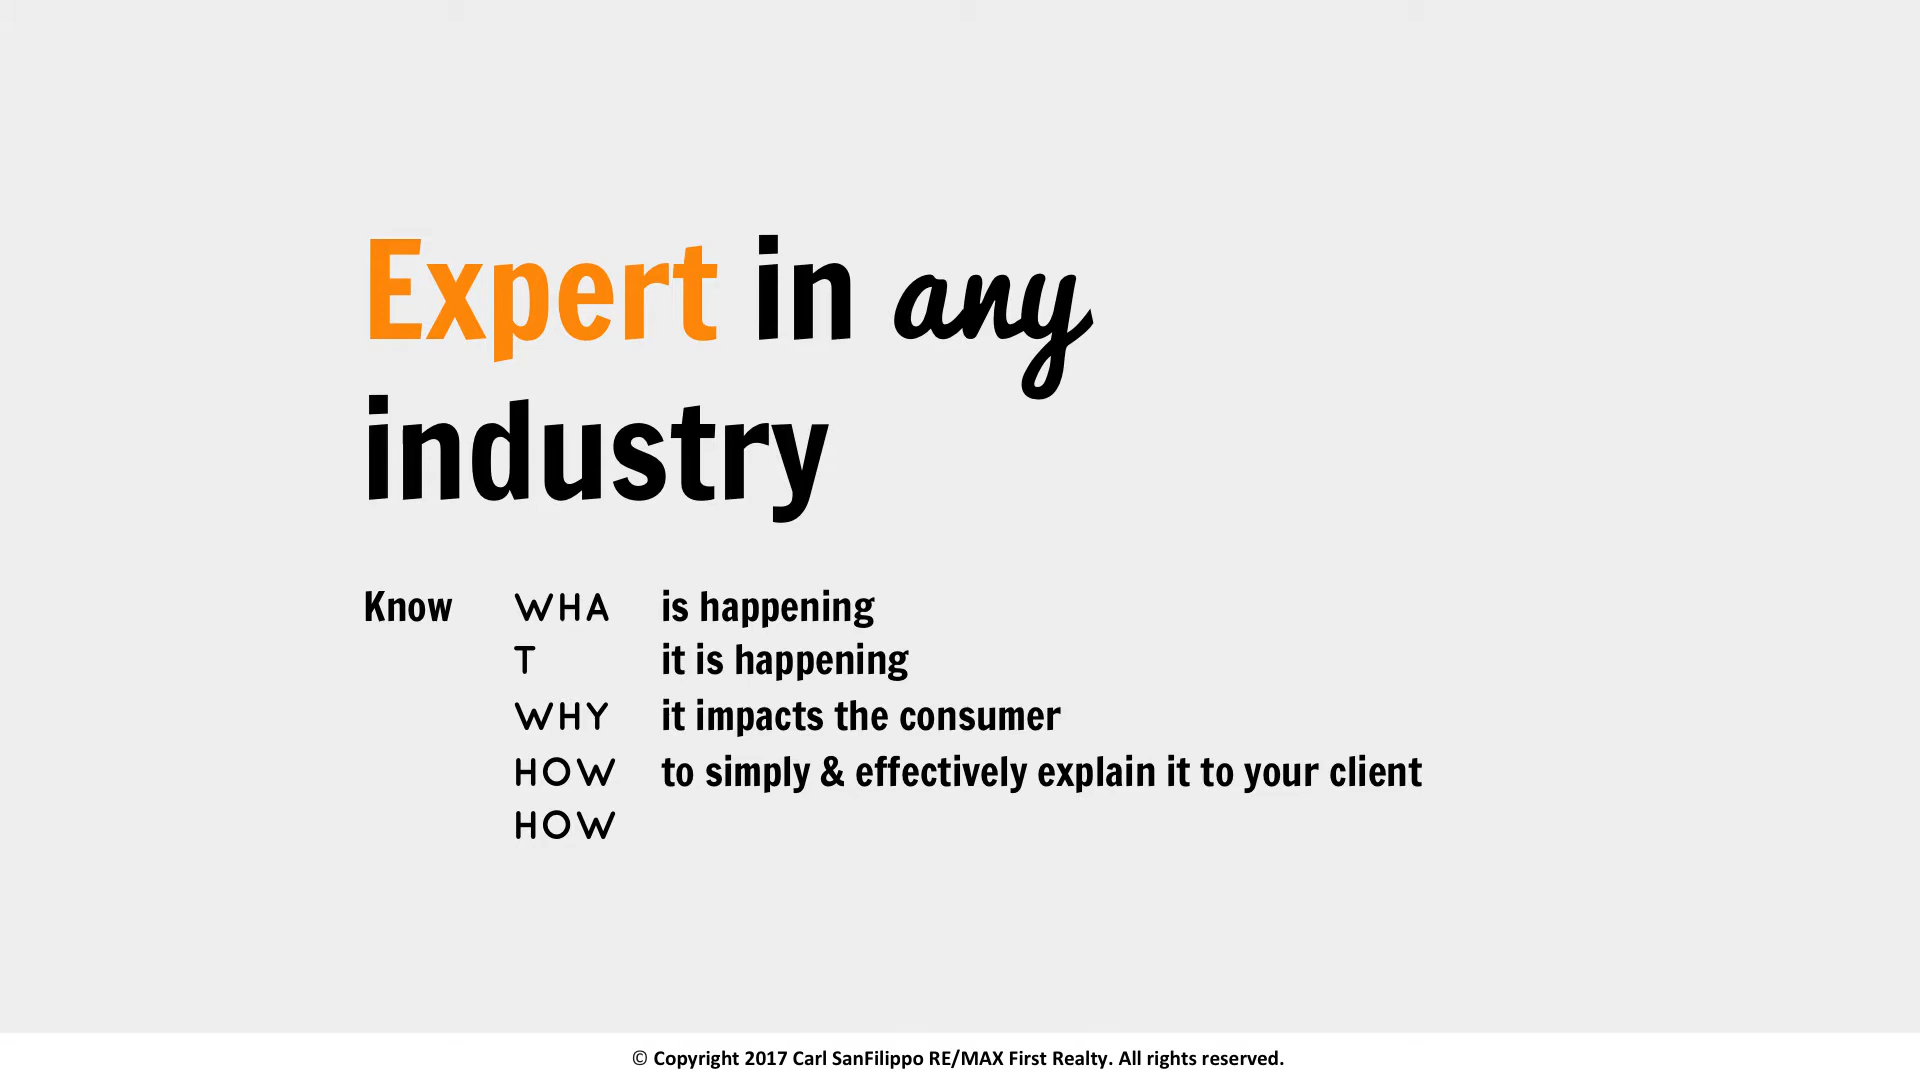 Expert in any
industry
Know WHA is happening
T it is happening
WHY it impacts the consumer
HOW to simply & effectively explain it to your client
HOW
© Copyright 2017 Carl SanFilippo RE/MAX First Realty. All rights reserved.